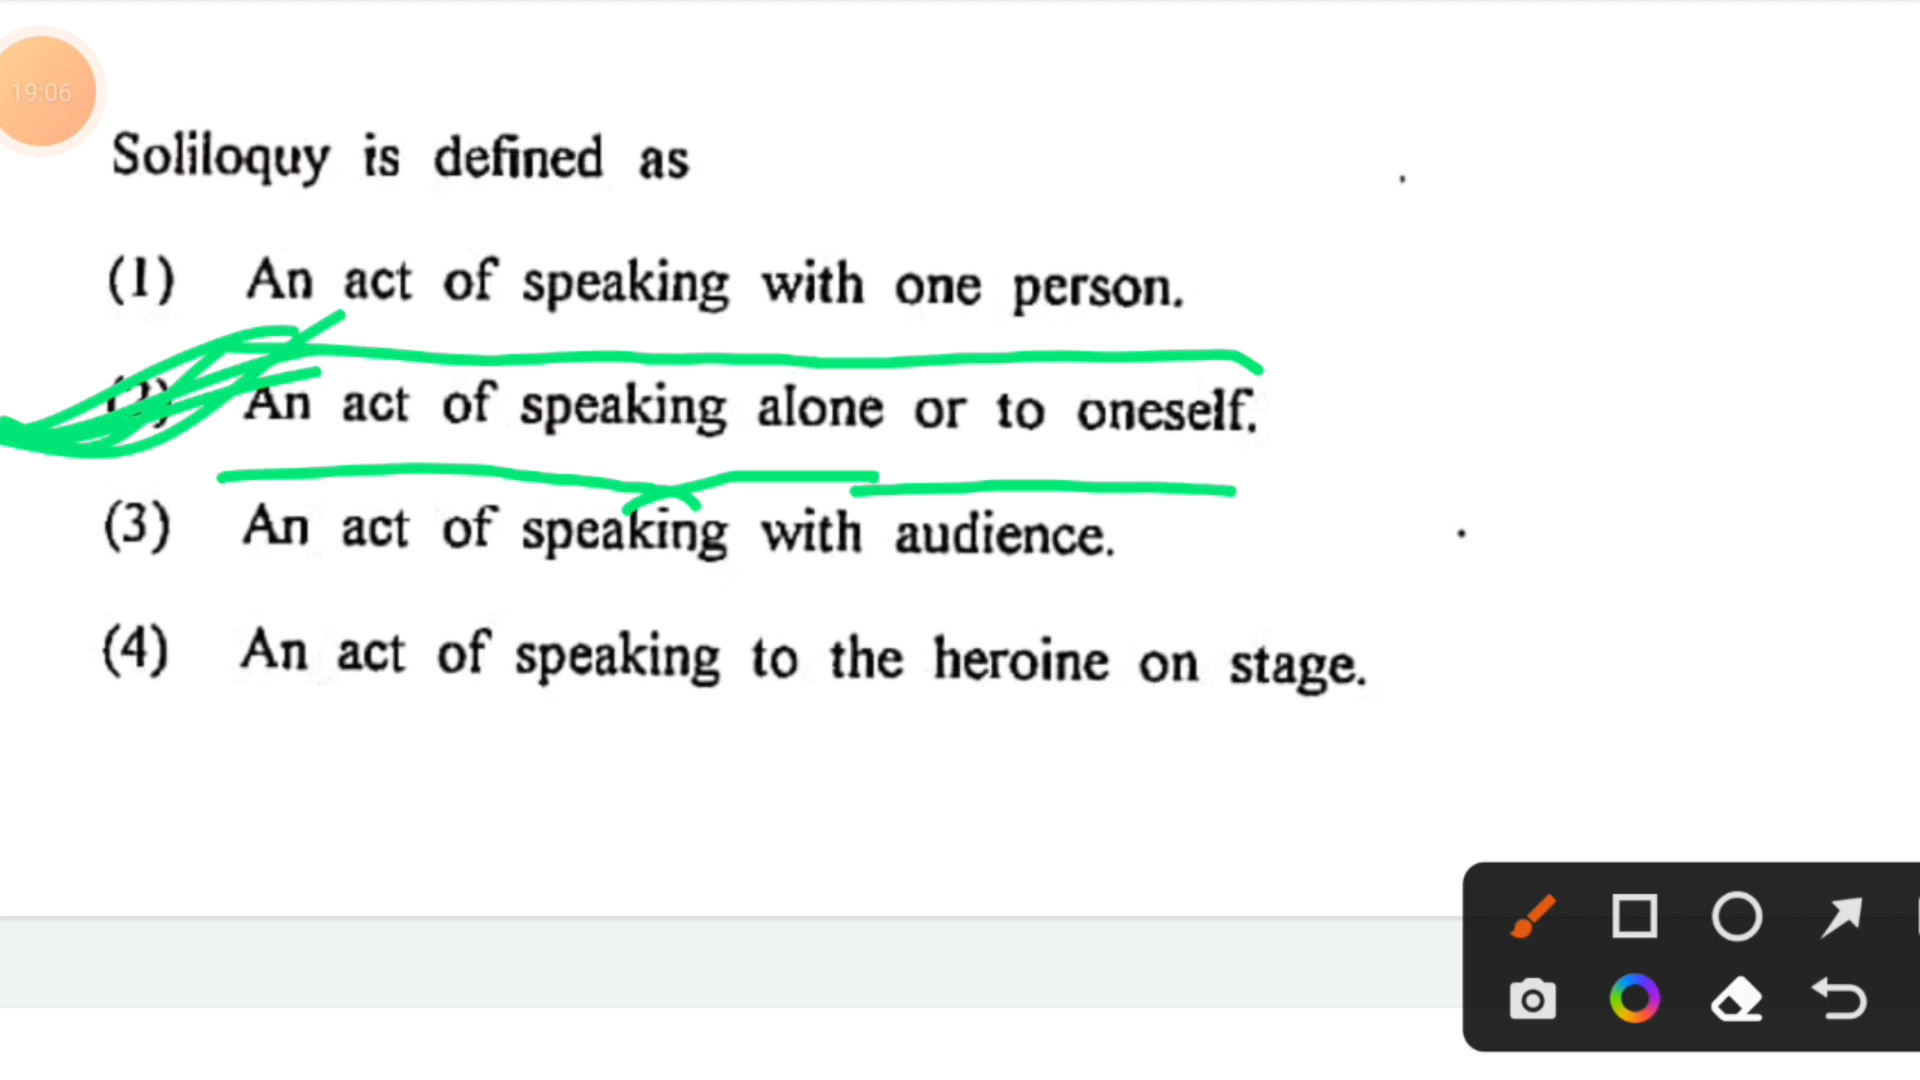 19:06
Soliloquy is defined as
(1) An act of speaking with one person.
(2) An act of speaking alone or to oneself.
(3) An act of speaking with audience.
(4) An act of speaking to the heroine on stage.